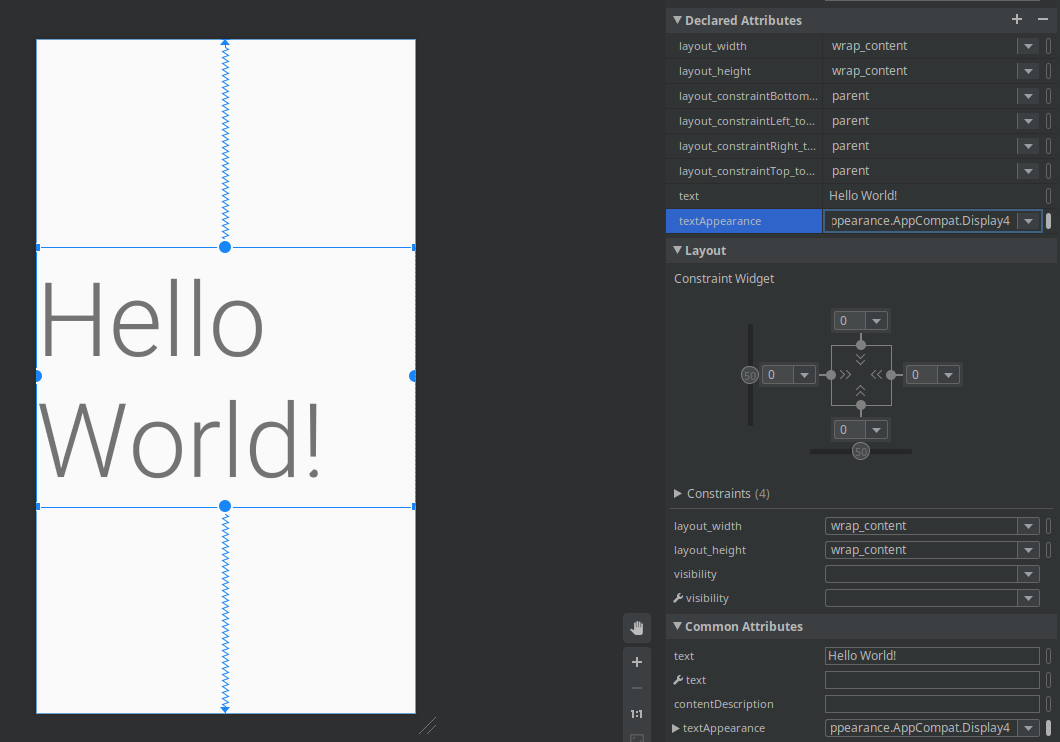 Hello
World!
Declared Attributes
layout_width wrap_content
layout_height wrap_content
layout_constraintBottom... parent
layout_constraintLeft_to... parent
layout_constraintRight_t... parent
layout_constraintTop_to... parent
text Hello World!
textAppearance ppearance.AppCompat.Display4
Layout
Constraint Widget
0
50 0 0
0
50
Constraints (4)
layout_width wrap_content
layout_height wrap_content
visibility
visibility
Common Attributes
text Hello World!
text
contentDescription
textAppearance ppearance.AppCompat.Display4
1:1